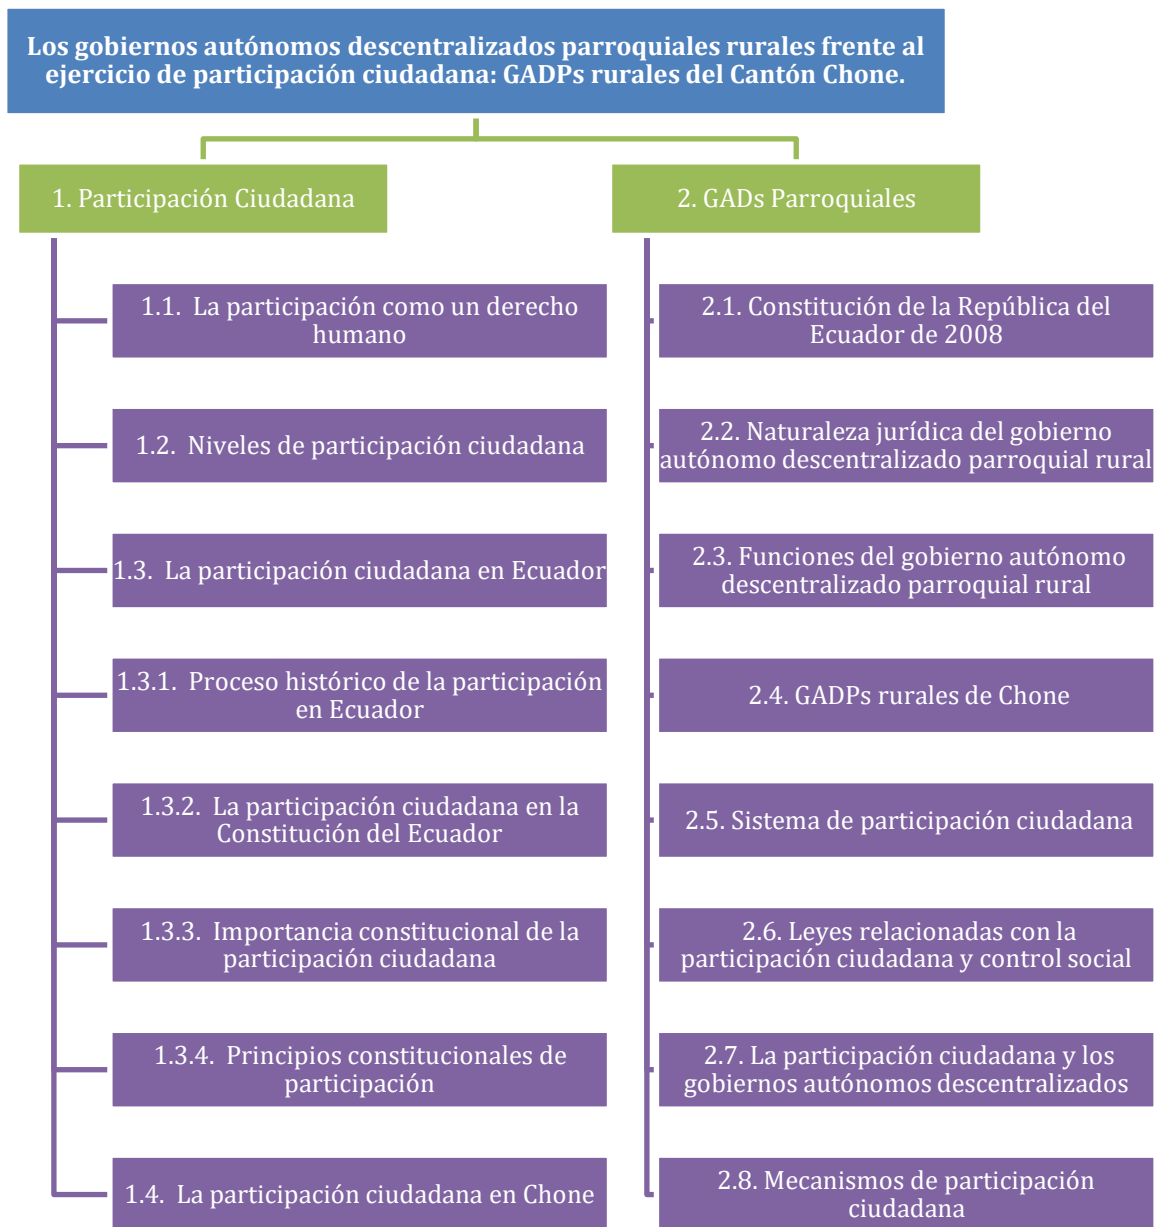 Los gobiernos autónomos descentralizados parroquiales rurales frente al
ejercicio de participación ciudadana: GADPs rurales del Cantón Chone.
1. Participación Ciudadana
1.1. La participación como un derecho
humano
1.2. Niveles de participación ciudadana
1.3. La participación ciudadana en Ecuador
1.3.1. Proceso histórico de la participación
en Ecuador
1.3.2. La participación ciudadana en la
Constitución del Ecuador
1.3.3. Importancia constitucional de la
participación ciudadana
1.3.4. Principios constitucionales de
participación
1.4. La participación ciudadana en Chone
2. GADs Parroquiales
2.1. Constitución de la República del
Ecuador de 2008
2.2. Naturaleza jurídica del gobierno
autónomo descentralizado parroquial rural
2.3. Funciones del gobierno autónomo
descentralizado parroquial rural
2.4. GADPs rurales de Chone
2.5. Sistema de participación ciudadana
2.6. Leyes relacionadas con la
participación ciudadana y control social
2.7. La participación ciudadana y los
gobiernos autónomos descentralizados
2.8. Mecanismos de participación
ciudadana